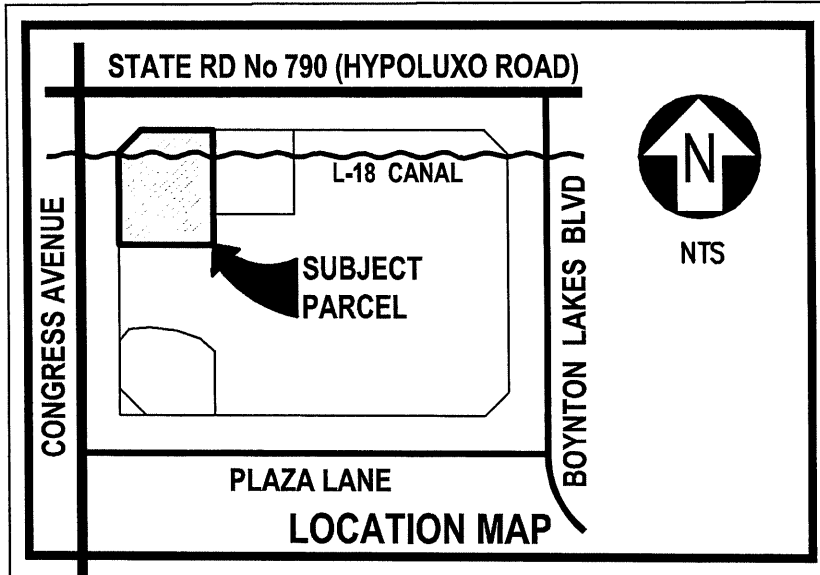 STATE RD No 790 (HYPOLUXO ROAD)
L-18 CANAL
CONGRESS AVENUE
SUBJECT
PARCEL
BOYNTON LAKES BLVD
N
NTS
PLAZA LANE
LOCATION MAP